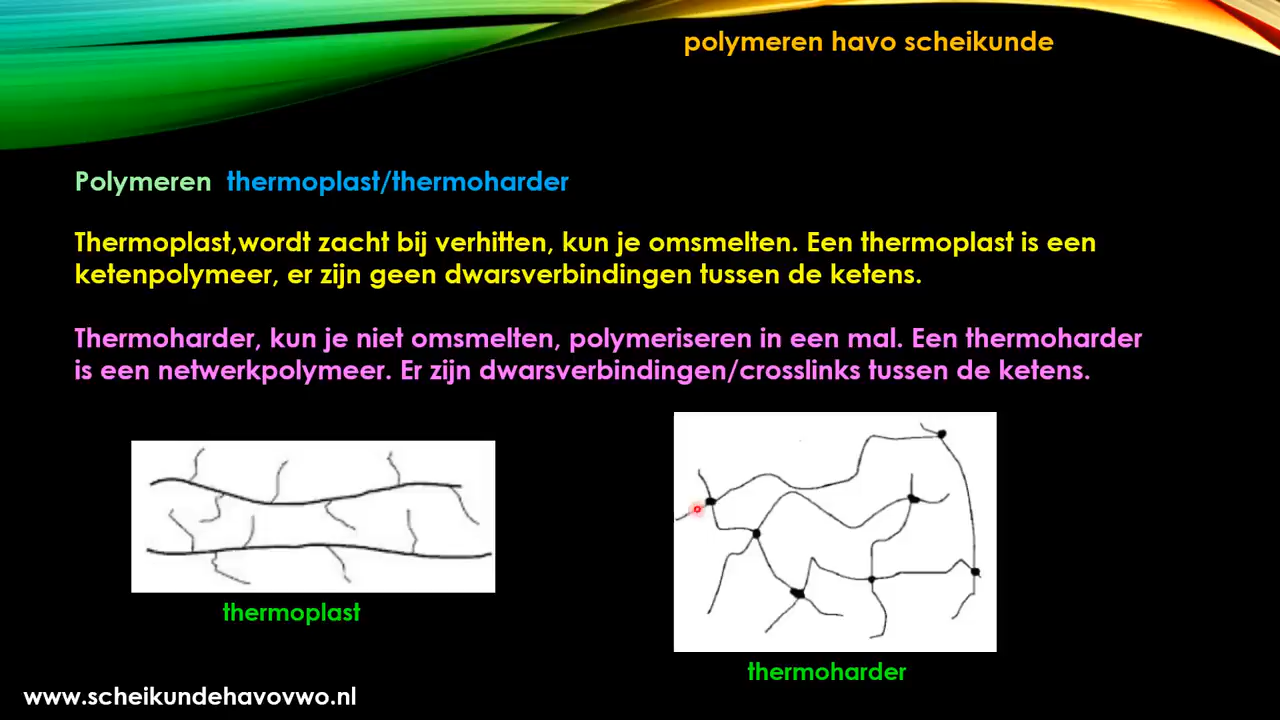 polymeren havo scheikunde
Polymeren thermoplast/thermoharder
Thermoplast,wordt zacht bij verhitten, kun je omsmelten. Een thermoplast is een
ketenpolymeer, er zijn geen dwarsverbindingen tussen de ketens.
Thermoharder, kun je niet omsmelten, polymeriseren in een mal. Een thermoharder
is een netwerkpolymeer. Er zijn dwarsverbindingen/crosslinks tussen de ketens.
thermoplast
thermoharder
www.scheikundehavovwo.nl